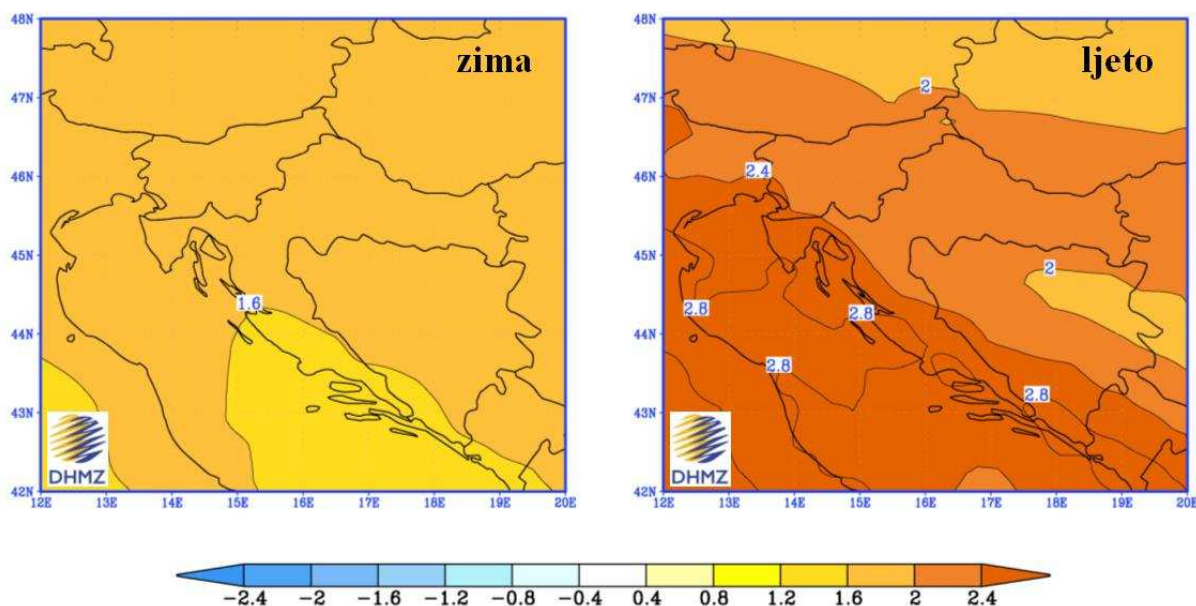 48N
zima
47N
46N
45N
1.6
44N
43N
DHMZ
42N
12E 13E 14E 15E 16E 17E 18E 19E 20E
48N
ljeto
2
47N
2.4
46N
45N
2
2.8
2.8
44N
2.8
43N
2.8
DHMZ
42N
12E 13E 14E 15E 16E 17E 18E 19E 20E
-2.4 -2 -1.6 -1.2 -0.8 -0.4 0.4 0.8 1.2 1.6 2 2.4